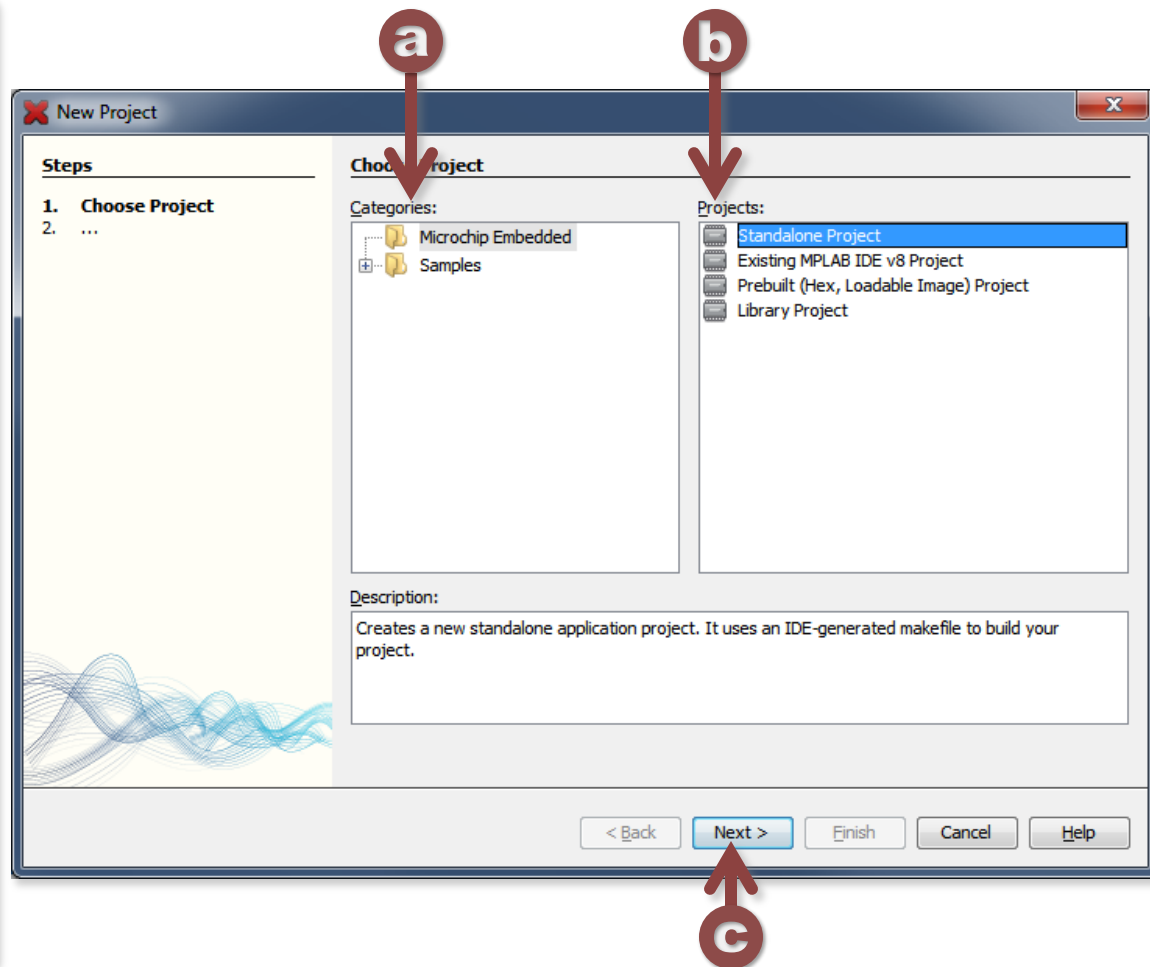 a
b
New Project
x
Steps
1. Choose Project
2. ...
Choo Project
Categories:
Microchip Embedded
Samples
Projects:
Standalone Project
Existing MPLAB IDE v8 Project
Prebuilt (Hex, Loadable Image) Project
Library Project
Description:
Creates a new standalone application project. It uses an IDE-generated makefile to build your
project.
< Back
Next >
Finish
Cancel
Help
c